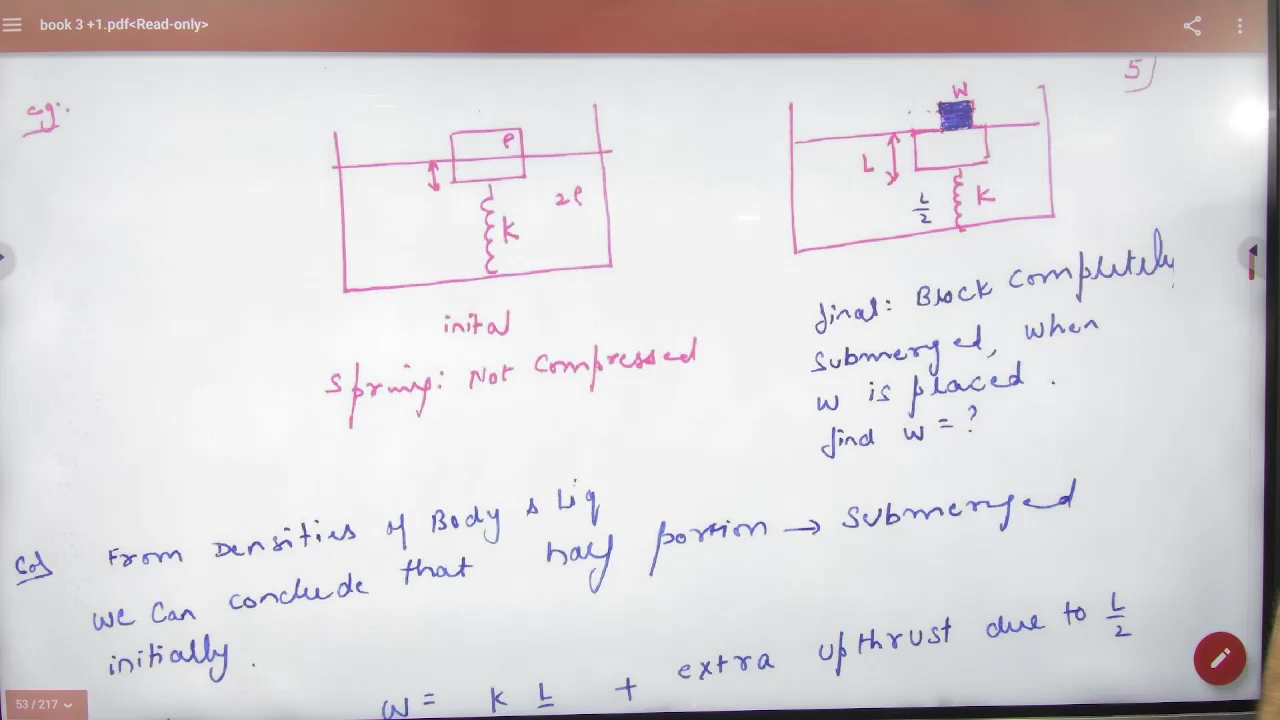 book 3 +1.pdf<Read-only>
5
eg:
ρ
2ρ
K
inital
Spring: Not Compressed
W
L
L/2
K
final: Block Completely
Submerged, when
W is placed.
find W = ?
Sol From Densities of Body & Liq
we can conclude that half portion → submerged
initially.
W = K L + extra upthrust due to L/2
53 / 217